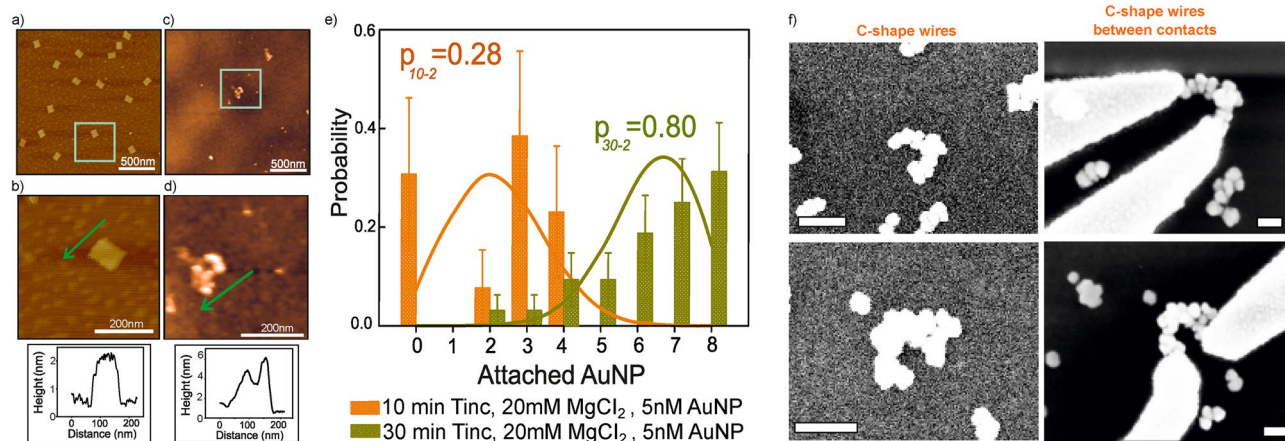 a)
500nm
b)
200nm
Height (nm)
2
1
0
0 100 200
Distance (nm)
c)
500nm
d)
200nm
Height (nm)
6
4
2
0
0 100 200
Distance (nm)
e)
Probability
0.6
0.4
0.2
0.0
p10-2=0.28
p30-2=0.80
0 1 2 3 4 5 6 7 8
Attached AuNP
10 min Tinc, 20mM MgCl2 , 5nM AuNP
30 min Tinc, 20mM MgCl2 , 5nM AuNP
f)
C-shape wires
C-shape wires
between contacts